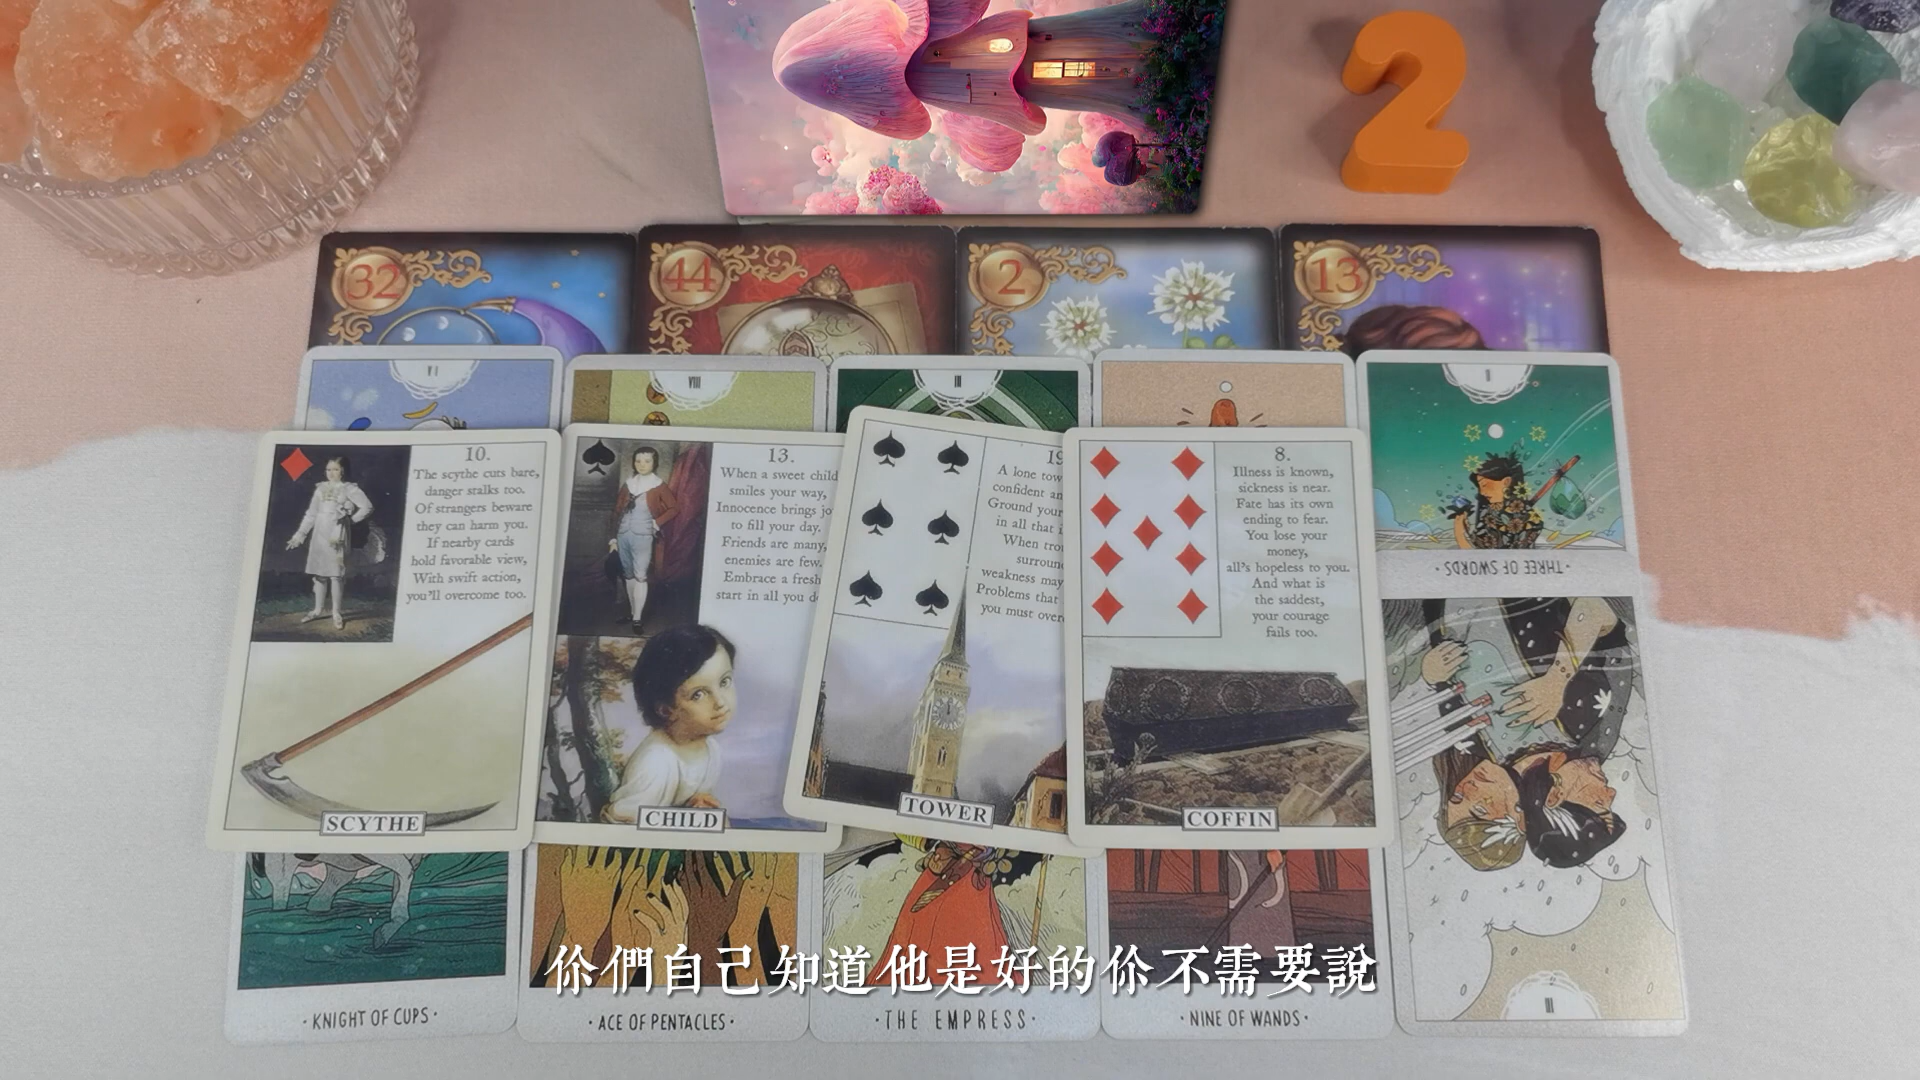 2
32
44
2
13
VI
VIII
III
II
10.
The scythe cuts bare,
danger stalks too.
Of strangers beware
they can harm you.
If nearby cards
hold favorable view,
With swift action,
you'll overcome too.
SCYTHE
13.
When a sweet child
smiles your way,
Innocence brings jo
to fill your day.
Friends are many,
enemies are few.
Embrace a fresh
start in all you d
CHILD
19
A lone tow
confident an
Ground your
in all that i
When tro
surroun
weakness may
Problems that
you must over
TOWER
8.
Illness is known,
sickness is near.
Fate has its own
ending to fear.
You lose your
money,
all's hopeless to you.
And what is
the saddest,
your courage
fails too.
COFFIN
·THREE OF SWORDS·
III
你們自己知道他是好的你不需要說
·KNIGHT OF CUPS·
·ACE OF PENTACLES·
·THE EMPRESS·
·NINE OF WANDS·